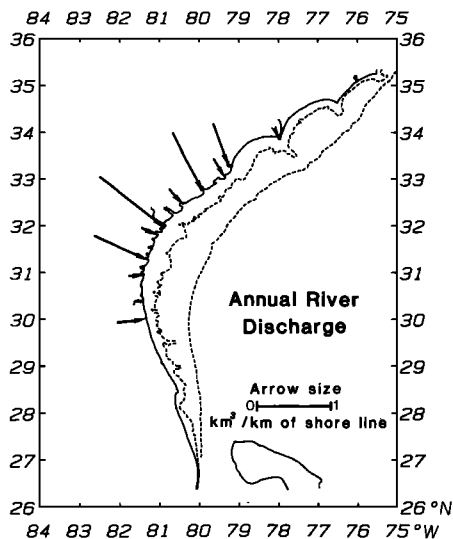 84 83 82 81 80 79 78 77 76 75
36 36
35 35
34 34
33 33
32 32
31 31
30 30
29 29
28 28
27 27
26 26 °N
Annual River
Discharge
Arrow size
0 1
km³/km of shore line
84 83 82 81 80 79 78 77 76 75
°W